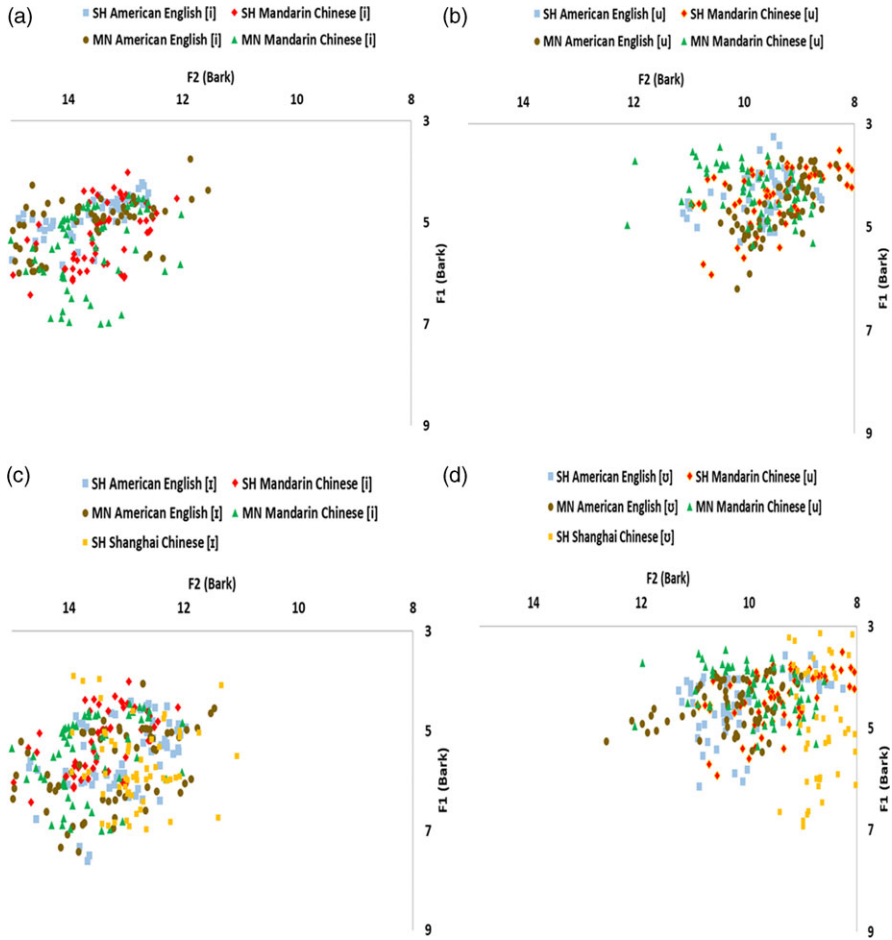 (a)
SH American English [i] SH Mandarin Chinese [i]
MN American English [i] MN Mandarin Chinese [i]
F2 (Bark)
14 12 10 8
3
5
7
9
F1 (Bark)
(b)
SH American English [u] SH Mandarin Chinese [u]
MN American English [u] MN Mandarin Chinese [u]
F2 (Bark)
14 12 10 8
3
5
7
9
F1 (Bark)
(c)
SH American English [ɪ] SH Mandarin Chinese [i]
MN American English [ɪ] MN Mandarin Chinese [i]
SH Shanghai Chinese [ɪ]
F2 (Bark)
14 12 10 8
3
5
7
9
F1 (Bark)
(d)
SH American English [ʊ] SH Mandarin Chinese [u]
MN American English [ʊ] MN Mandarin Chinese [u]
SH Shanghai Chinese [ʊ]
F2 (Bark)
14 12 10 8
3
5
7
9
F1 (Bark)